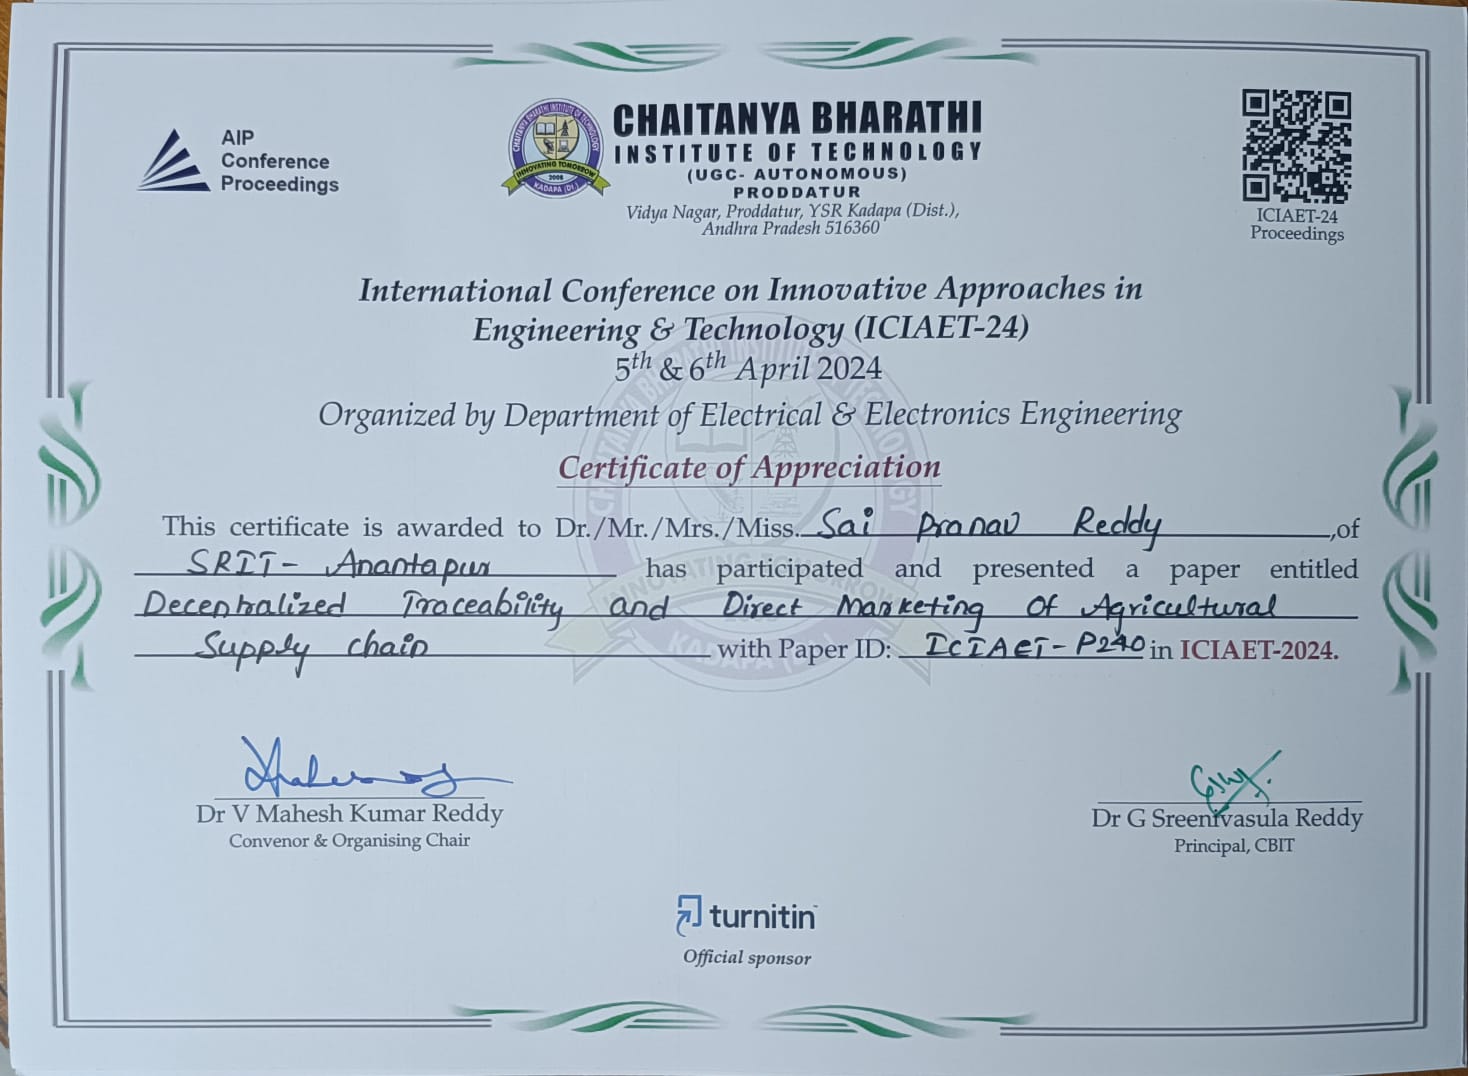 AIP
Conference
Proceedings
CHAITANYA BHARATHI INSTITUTE OF TECHNOLOGY
INNOVATING TOMORROW
2008
KADAPA (Dt.)
CHAITANYA BHARATHI
INSTITUTE OF TECHNOLOGY
(UGC- AUTONOMOUS)
PRODDATUR
Vidya Nagar, Proddatur, YSR Kadapa (Dist.),
Andhra Pradesh 516360
ICIAET-24
Proceedings
International Conference on Innovative Approaches in
Engineering & Technology (ICIAET-24)
5th & 6th April 2024
Organized by Department of Electrical & Electronics Engineering
Certificate of Appreciation
This certificate is awarded to Dr./Mr./Mrs./Miss. Sai Pranav Reddy ,of
SRIT- Anantapur has participated and presented a paper entitled
Decentralized Traceability and Direct Marketing Of Agricultural
Supply chain with Paper ID: ICIAET-P240 in ICIAET-2024.
Dr V Mahesh Kumar Reddy
Convenor & Organising Chair
Dr G Sreenivasula Reddy
Principal, CBIT
turnitin
Official sponsor